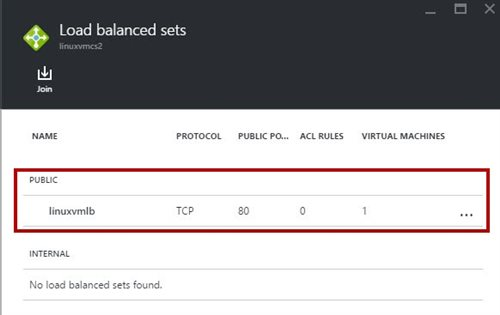 Load balanced sets
linuxvmcs2
Join
NAME PROTOCOL PUBLIC PO... ACL RULES VIRTUAL MACHINES
PUBLIC
linuxvmlb TCP 80 0 1 ...
INTERNAL
No load balanced sets found.